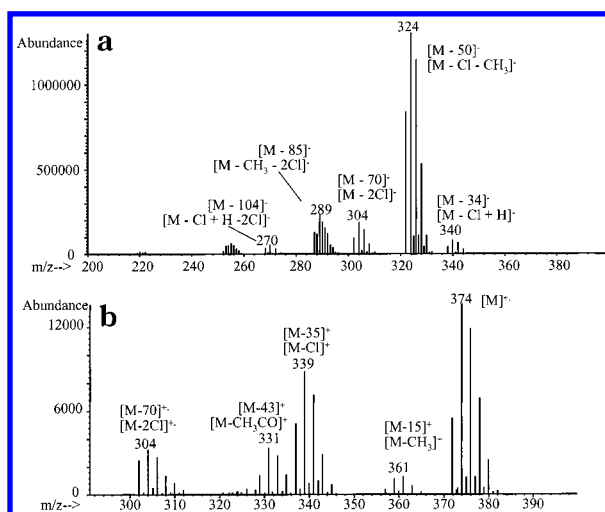 a
Abundance
324
[M - 50]-
[M - Cl - CH3]-
1000000
[M - 85]-
[M - CH3 - 2Cl]-
500000
[M - 70]-
[M - 2Cl]-
[M - 104]-
[M - Cl + H -2Cl]-
289
304
[M - 34]-
[M - Cl + H]-
270
340
0
m/z-->
200 220 240 260 280 300 320 340 360 380
b
Abundance
374
[M]+·
12000
[M-35]+
[M-Cl]+
339
6000
[M-70]+·
[M-2Cl]+·
304
[M-43]+
[M-CH3CO]+
331
[M-15]+
361
0
m/z-->
300 310 320 330 340 350 360 370 380 390